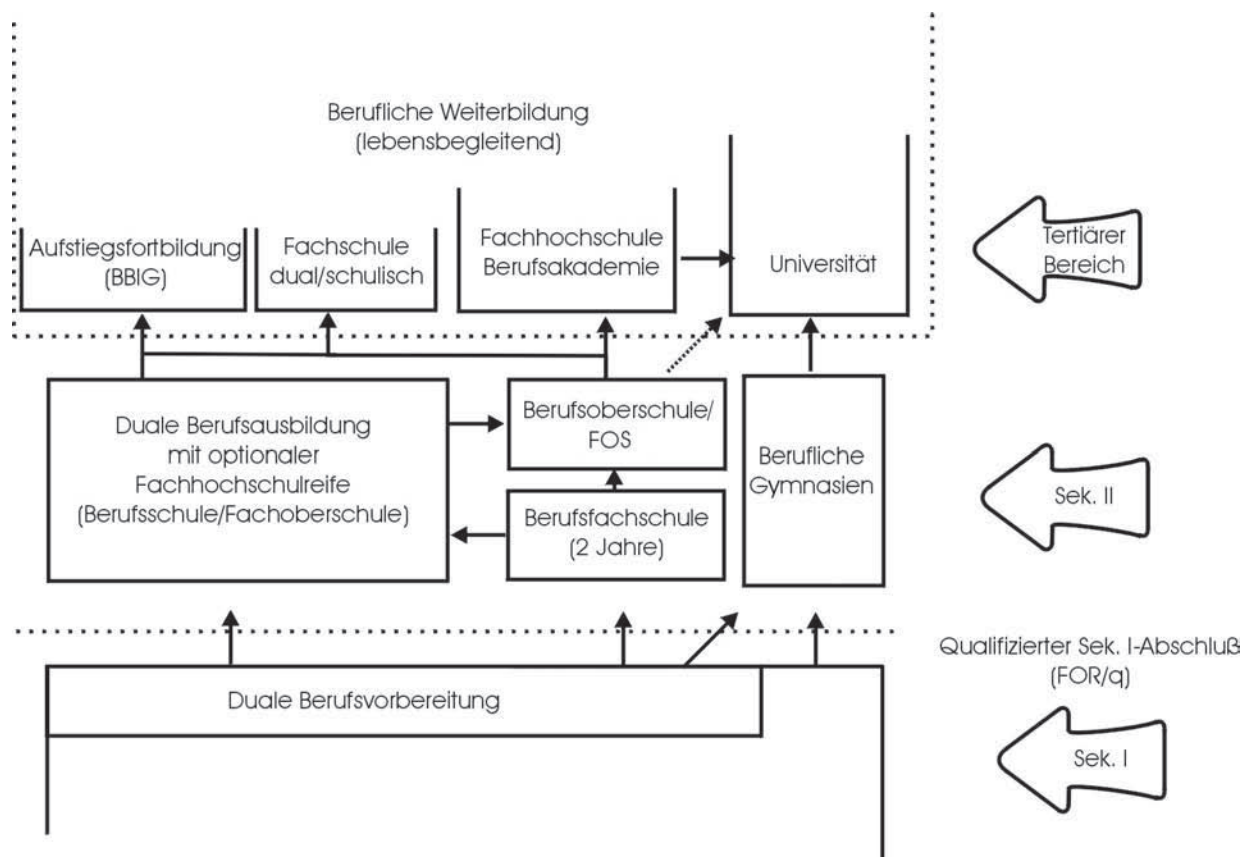 Berufliche Weiterbildung
(lebensbegleitend)
Aufstiegsfortbildung
(BBIG)
Fachschule
dual/schulisch
Fachhochschule
Berufsakademie
Universität
Tertiärer
Bereich
Duale Berufsausbildung
mit optionaler
Fachhochschulreife
(Berufsschule/Fachoberschule)
Berufsoberschule/
FOS
Berufsfachschule
(2 Jahre)
Berufliche
Gymnasien
Sek. II
Qualifizierter Sek. I-Abschluß
(FOR/q)
Duale Berufsvorbereitung
Sek. I